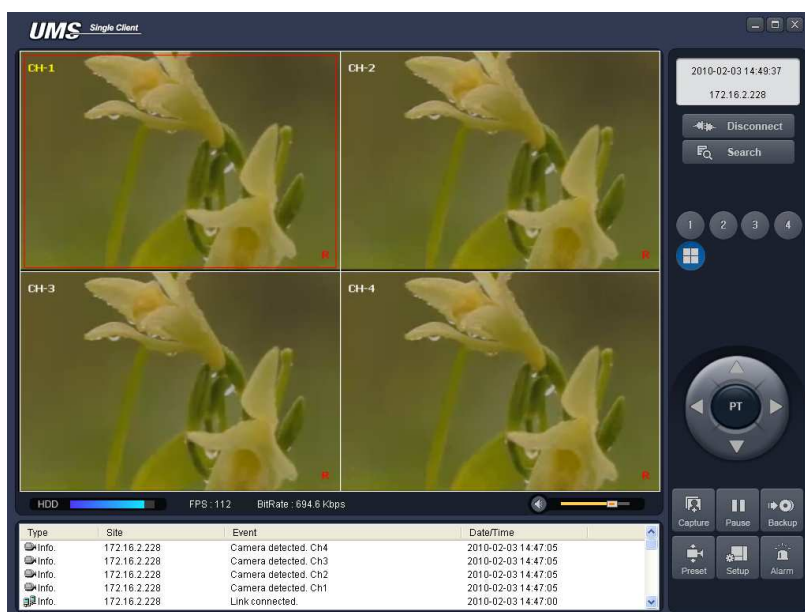 UMS Single Client
CH-1
CH-2
R
R
CH-3
CH-4
R
R
HDD
FPS : 112
BitRate : 694.6 Kbps
Type Site Event Date/Time
Info. 172.16.2.228 Camera detected. Ch4 2010-02-03 14:47:05
Info. 172.16.2.228 Camera detected. Ch3 2010-02-03 14:47:05
Info. 172.16.2.228 Camera detected. Ch2 2010-02-03 14:47:05
Info. 172.16.2.228 Camera detected. Ch1 2010-02-03 14:47:05
Info. 172.16.2.228 Link connected. 2010-02-03 14:47:00
2010-02-03 14:49:37
172.16.2.228
Disconnect
Search
1 2 3 4
PT
Capture Pause Backup
Preset Setup Alarm